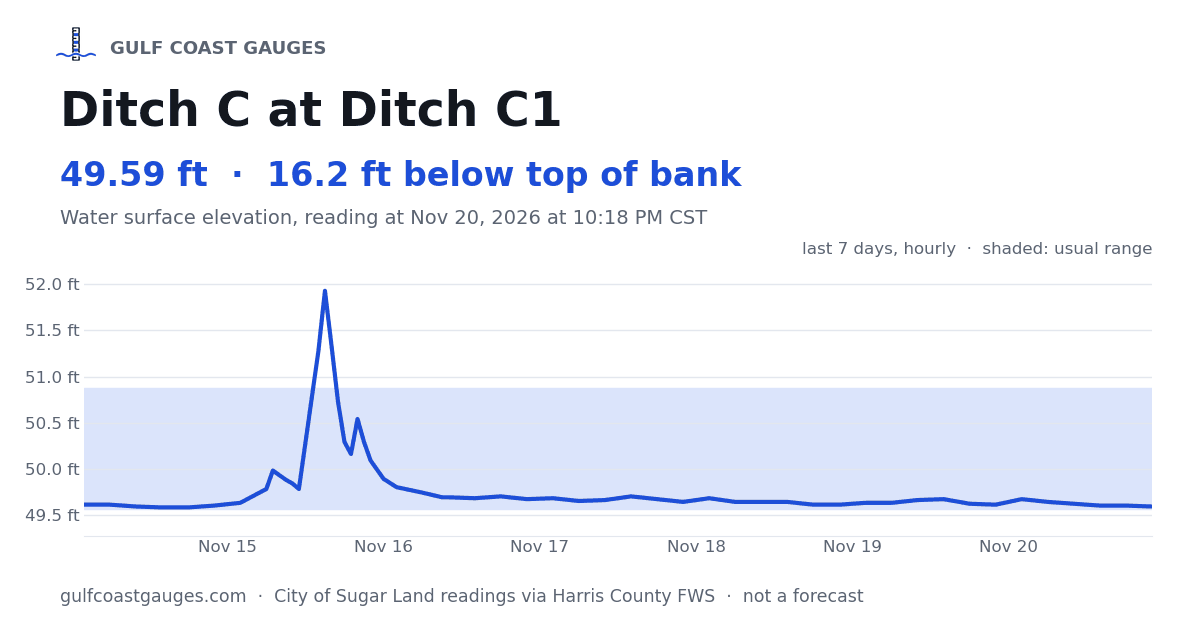 GULF COAST GAUGES
Ditch C at Ditch C1
49.59 ft · 16.2 ft below top of bank
Water surface elevation, reading at Nov 20, 2026 at 10:18 PM CST
last 7 days, hourly · shaded: usual range
52.0 ft
51.5 ft
51.0 ft
50.5 ft
50.0 ft
49.5 ft
Nov 15 Nov 16 Nov 17 Nov 18 Nov 19 Nov 20
gulfcoastgauges.com · City of Sugar Land readings via Harris County FWS · not a forecast